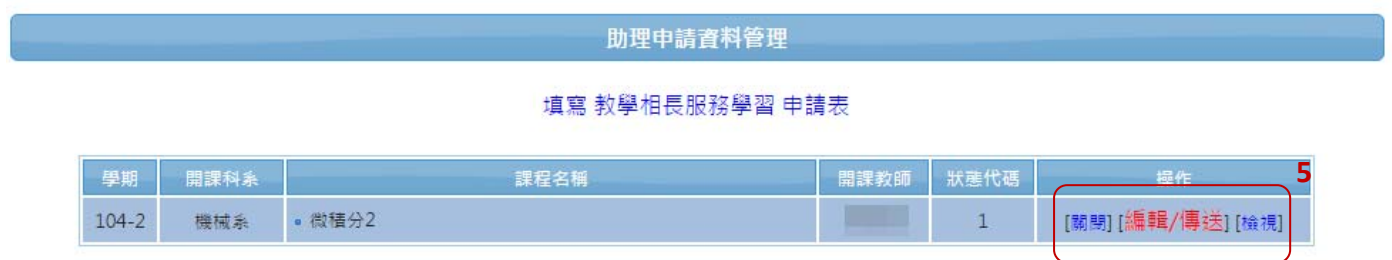 助理申請資料管理
填寫 教學相長服務學習 申請表
學期 開課科系 課程名稱 開課教師 狀態代碼 操作 5
104-2 機械系 微積分2 1 [關閉] [編輯/傳送] [檢視]